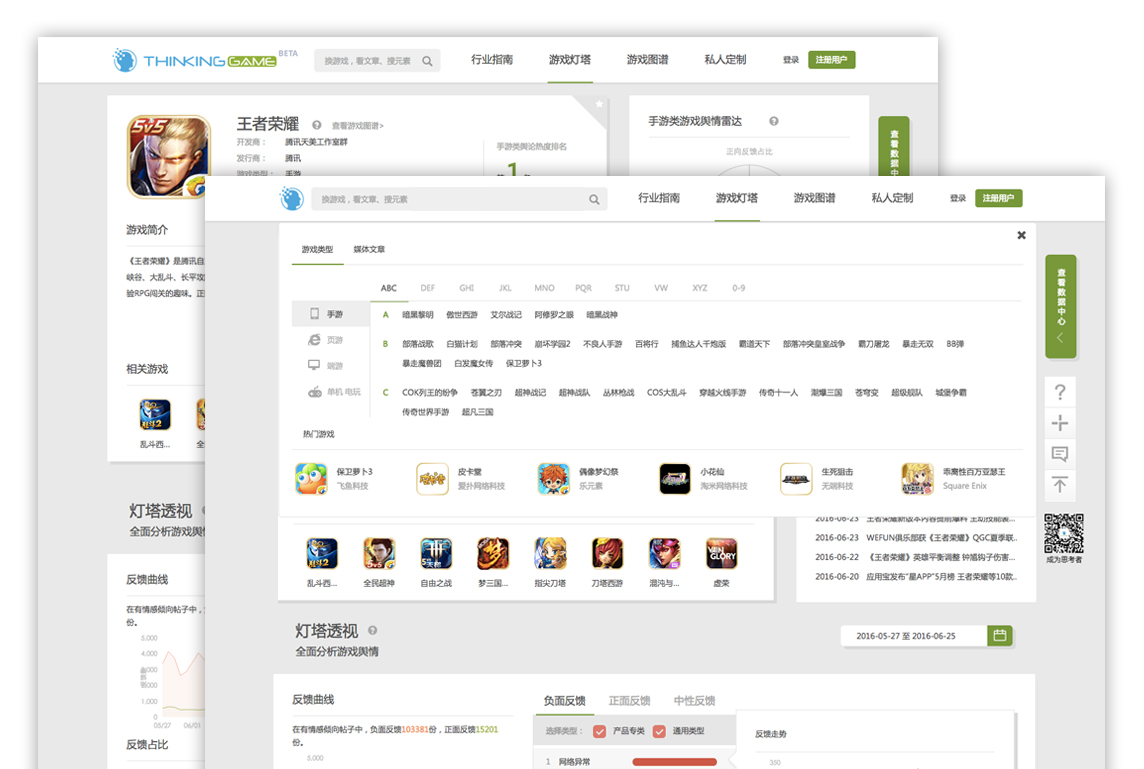 THINKINGGAME BETA
搜游戏，看文章、搜元素
行业指南 游戏灯塔 游戏图谱 私人定制
登录 注册用户
5v5
王者荣耀 查看游戏图谱>
开发商： 腾讯天美工作室群
发行商： 腾讯
游戏类型： 手游
手游类舆论热度排名
1
手游类游戏舆情雷达
正向反馈占比
查看数据中
游戏简介
《王者荣耀》是腾讯自
峡谷、大乱斗、长平攻
验RPG闯关的趣味。正
相关游戏
乱斗西...
全
灯塔透视
全面分析游戏舆情
反馈曲线
在有情感倾向帖子中，
份。
5,000
4,000
1,000
0
05/27 06/01
反馈占比
搜游戏，看文章、搜元素
行业指南 游戏灯塔 游戏图谱 私人定制
登录 注册用户
游戏类型 媒体文章
ABC DEF GHI JKL MNO PQR STU VW XYZ 0-9
手游
页游
端游
单机 电玩
A 暗黑黎明 傲世西游 艾尔战记 阿修罗之眼 暗黑战神
B 部落战歌 白猫计划 部落冲突 崩坏学园2 不良人手游 百将行 捕鱼达人千炮版 霸道天下 部落冲突皇室战争 霸刀屠龙 暴走无双 BB弹
暴走魔兽团 白发魔女传 保卫萝卜3
C COK列王的纷争 苍翼之刃 超神战记 超神战队 丛林枪战 COS大乱斗 穿越火线手游 传奇十一人 潮爆三国 苍穹变 超级舰队 城堡争霸
传奇世界手游 超凡三国
热门游戏
保卫萝卜3
飞鱼科技
皮卡堂
爱扑网络科技
偶像梦幻祭
乐元素
小花仙
淘米网络科技
生死狙击
无端科技
乖离性百万亚瑟王
Square Enix
查看数据中心
成为思考者
乱斗西... 全民超神 自由之战 梦三国... 指尖刀塔 刀塔西游 混沌与... 虚荣
VAINGLORY
2016-06-23 王者荣耀新版本内容提前爆料 主动技能装...
2016-06-23 WEFUN俱乐部获《王者荣耀》QGC夏季联..
2016-06-22 《王者荣耀》英雄平衡调整 钟馗钩子伤害...
2016-06-20 应用宝发布“星APP”5月榜 王者荣耀等10款..
灯塔透视
全面分析游戏舆情
2016-05-27 至 2016-06-25
反馈曲线
在有情感倾向帖子中，负面反馈103381份，正面反馈15201
份。
5,000
负面反馈 正面反馈 中性反馈
选择类型： 产品专类 通用类型
1 网络异常
反馈走势
350